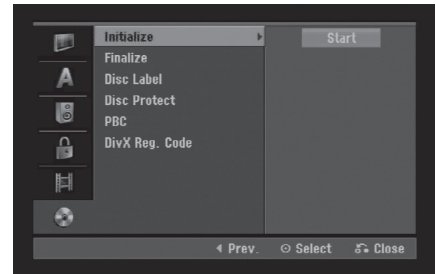 Initialize
Start
Finalize
Disc Label
Disc Protect
PBC
DivX Reg. Code
A
Prev.
Select
Close